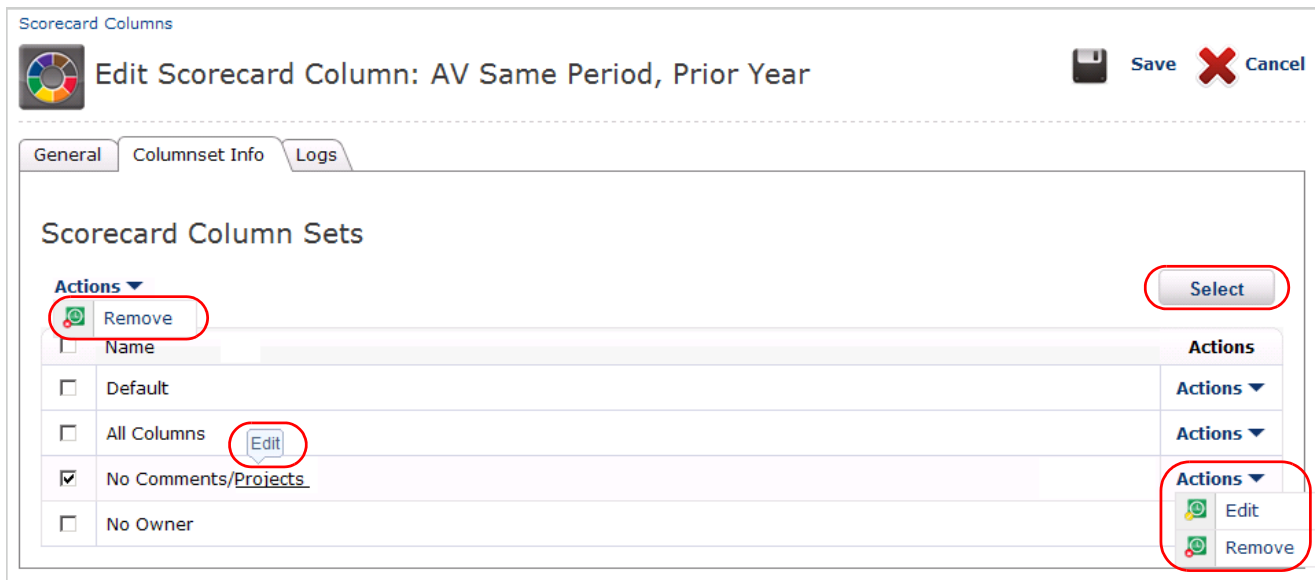 Scorecard Columns
Edit Scorecard Column: AV Same Period, Prior Year
Save Cancel
General Columnset Info Logs
Scorecard Column Sets
Actions
Select
Remove
Name Actions
Default Actions
All Columns Actions
Edit
No Comments/Projects Actions
Edit
No Owner
Remove